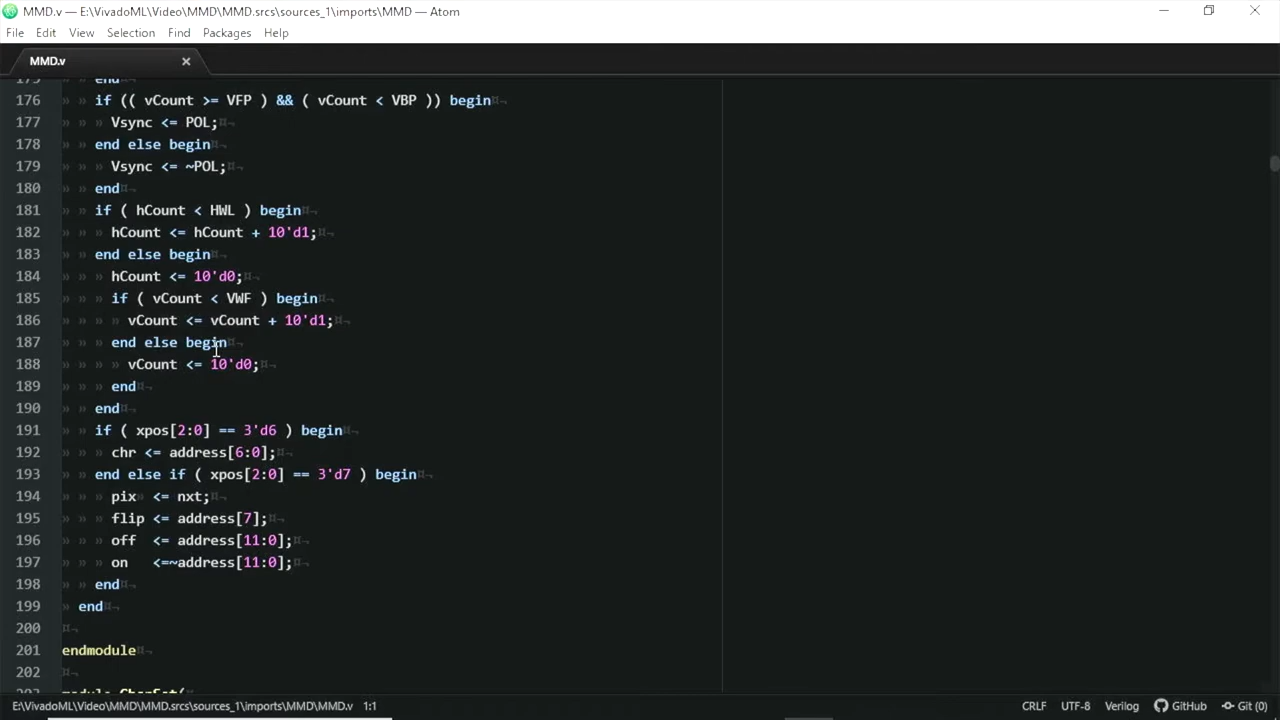 MMD.v — E:\VivadoML\Video\MMD\MMD.srcs\sources_1\imports\MMD — Atom
File Edit View Selection Find Packages Help
MMD.v
175 end
176 if (( vCount >= VFP ) && ( vCount < VBP )) begin
177 Vsync <= POL;
178 end else begin
179 Vsync <= ~POL;
180 end
181 if ( hCount < HWL ) begin
182 hCount <= hCount + 10'd1;
183 end else begin
184 hCount <= 10'd0;
185 if ( vCount < VWF ) begin
186 vCount <= vCount + 10'd1;
187 end else begin
188 vCount <= 10'd0;
189 end
190 end
191 if ( xpos[2:0] == 3'd6 ) begin
192 chr <= address[6:0];
193 end else if ( xpos[2:0] == 3'd7 ) begin
194 pix <= nxt;
195 flip <= address[7];
196 off <= address[11:0];
197 on <=~address[11:0];
198 end
199 end
200
201 endmodule
202
203 module CharSet(
E:\VivadoML\Video\MMD\MMD.srcs\sources_1\imports\MMD\MMD.v 1:1 CRLF UTF-8 Verilog GitHub Git (0)